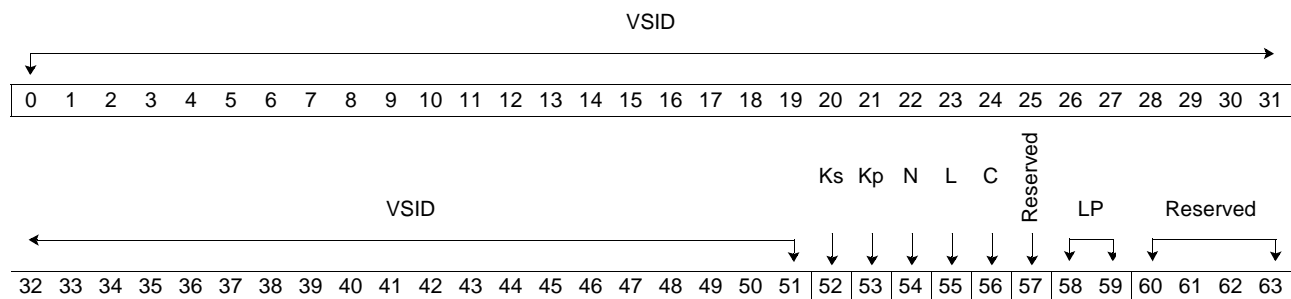 VSID
0 1 2 3 4 5 6 7 8 9 10 11 12 13 14 15 16 17 18 19 20 21 22 23 24 25 26 27 28 29 30 31
Ks Kp N L C Reserved
VSID LP Reserved
32 33 34 35 36 37 38 39 40 41 42 43 44 45 46 47 48 49 50 51 52 53 54 55 56 57 58 59 60 61 62 63